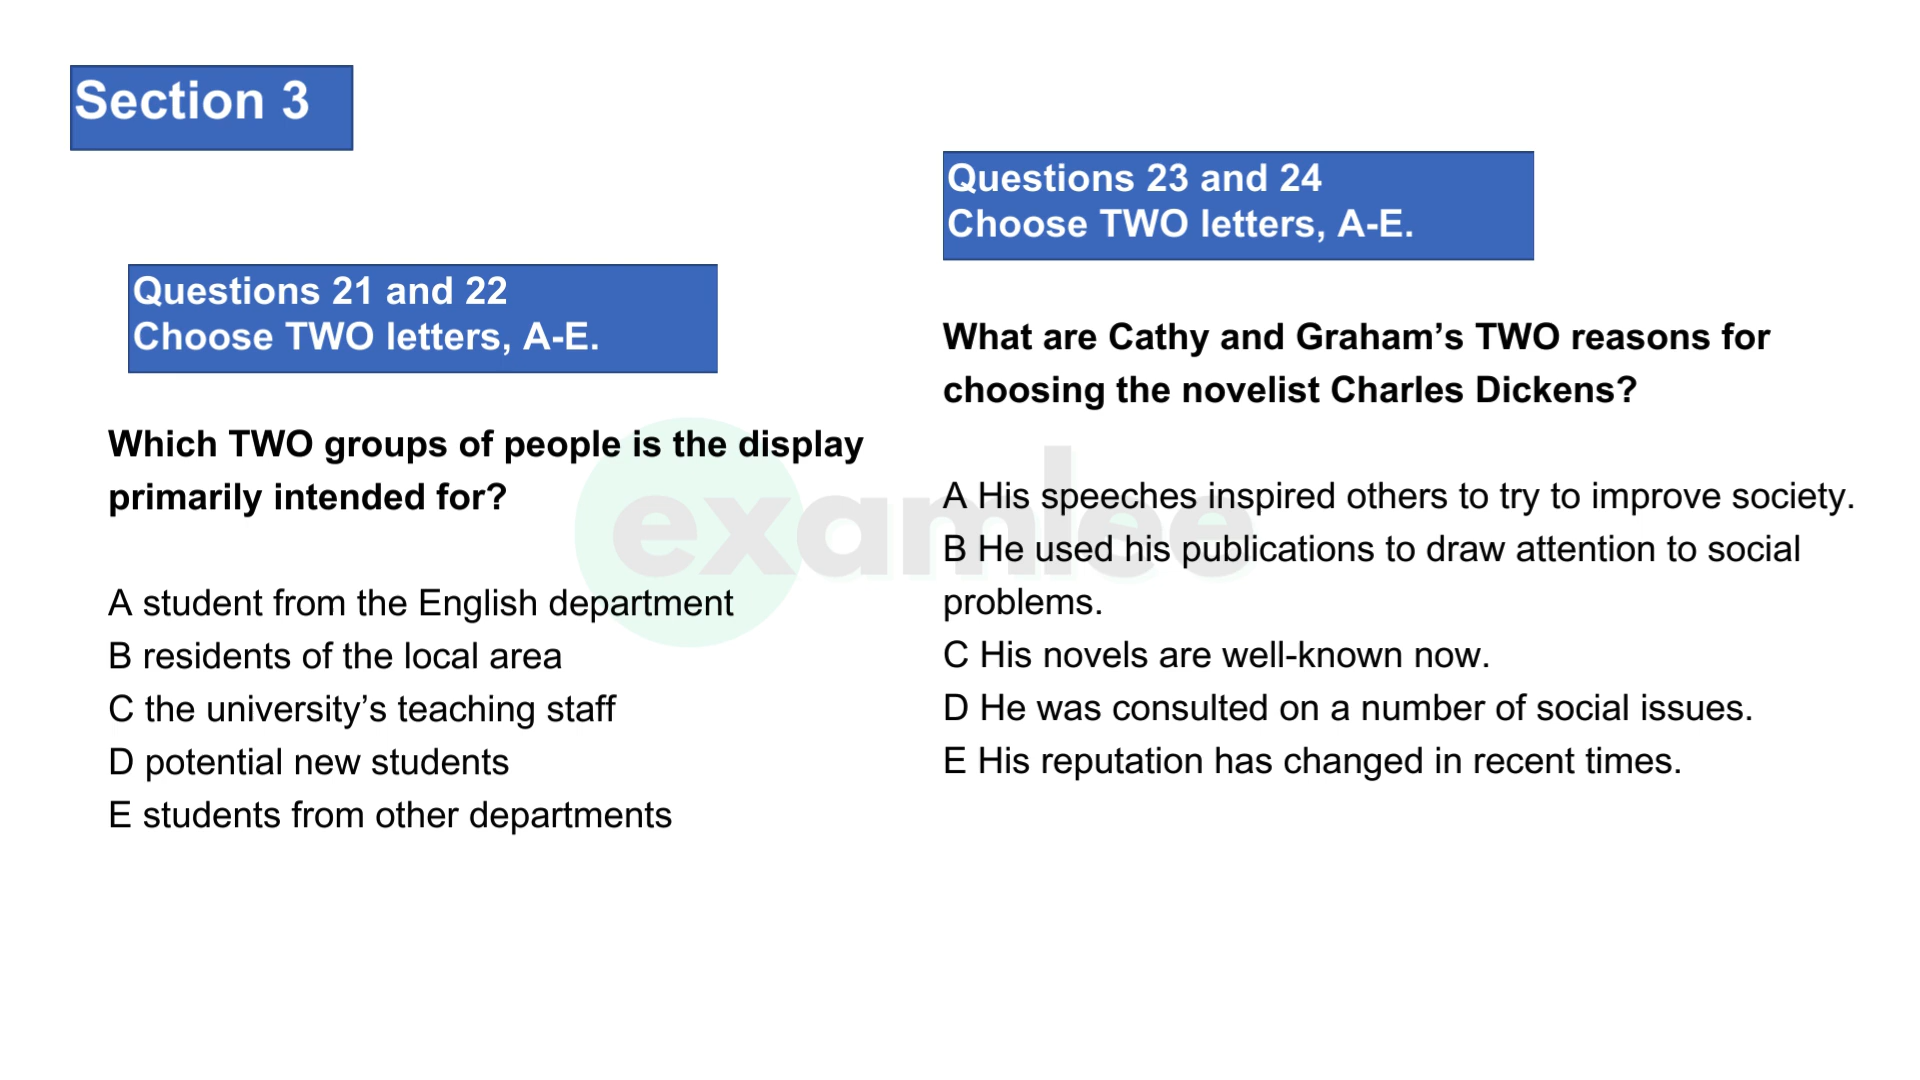 Section 3
Questions 21 and 22
Choose TWO letters, A-E.
Which TWO groups of people is the display
primarily intended for?
A student from the English department
B residents of the local area
C the university’s teaching staff
D potential new students
E students from other departments
Questions 23 and 24
Choose TWO letters, A-E.
What are Cathy and Graham’s TWO reasons for
choosing the novelist Charles Dickens?
A His speeches inspired others to try to improve society.
B He used his publications to draw attention to social
problems.
C His novels are well-known now.
D He was consulted on a number of social issues.
E His reputation has changed in recent times.
examlee